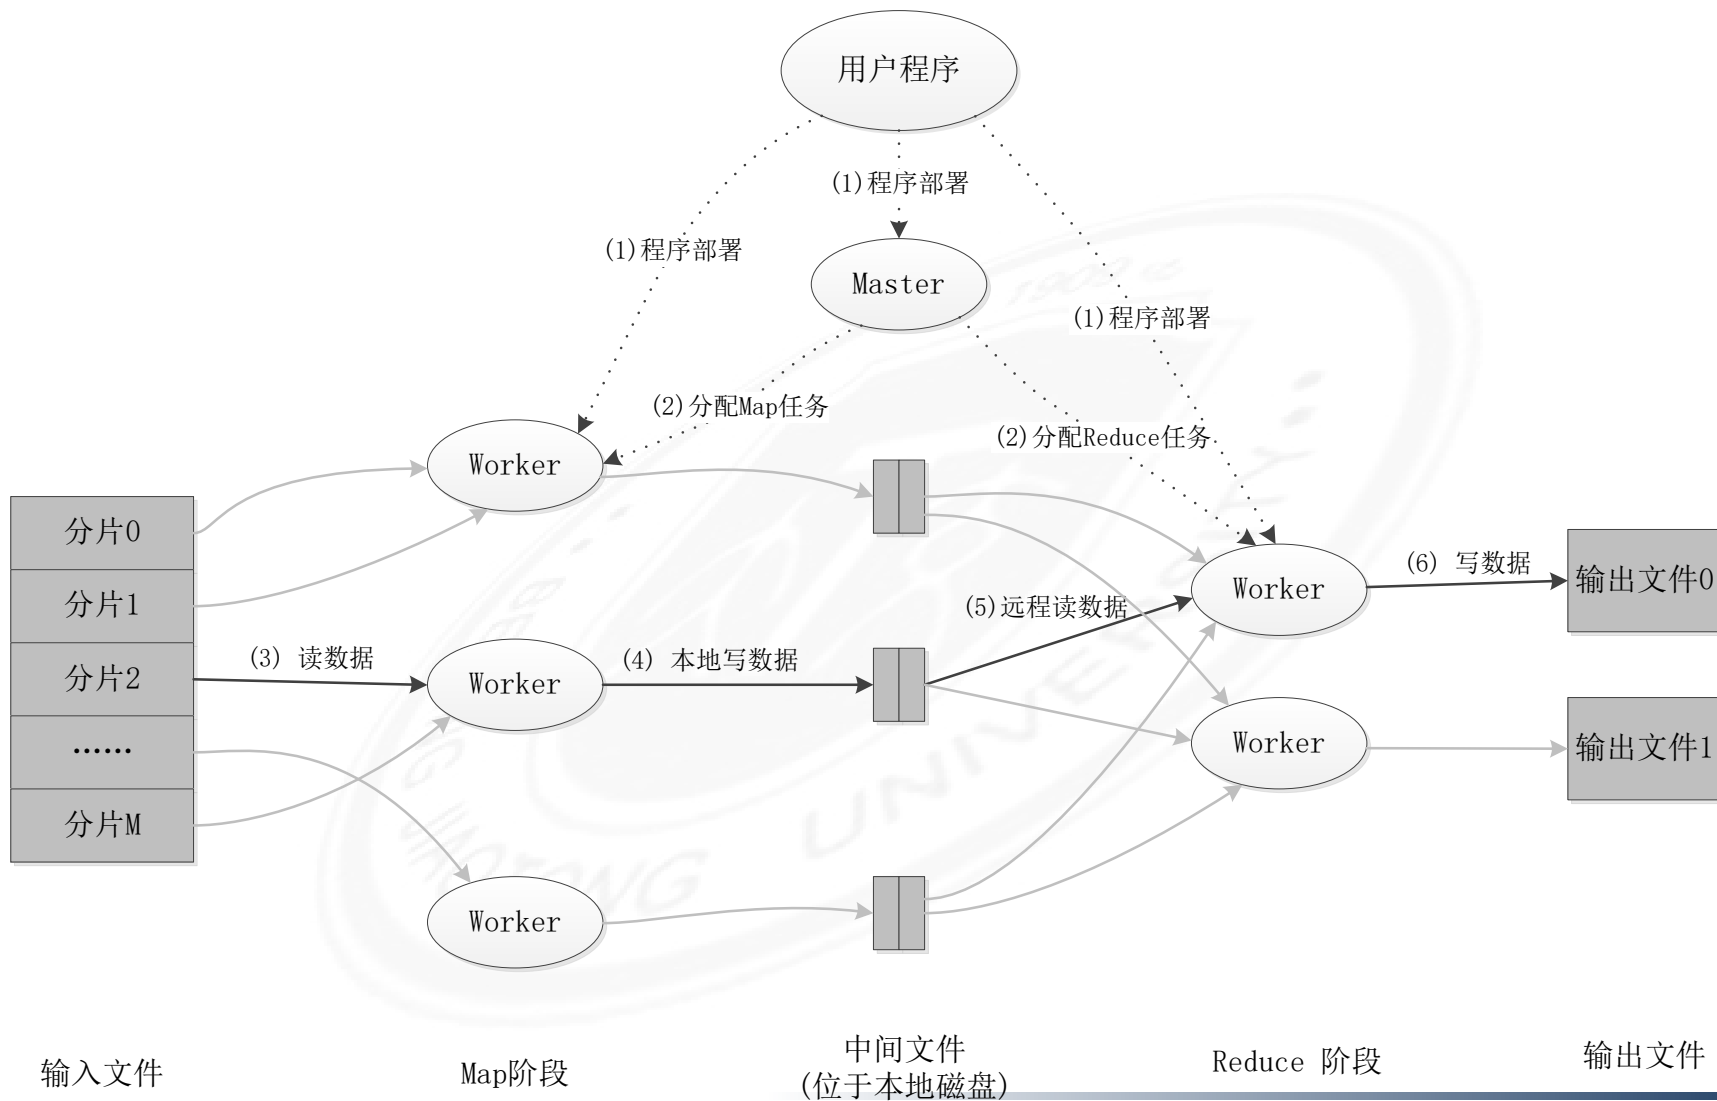 用户程序
(1)程序部署
(1)程序部署
Master
(1)程序部署
(2)分配Map任务
(2)分配Reduce任务
Worker
分片0
分片1
(3) 读数据
分片2
……
分片M
Worker
(4) 本地写数据
(5)远程读数据
Worker
(6) 写数据
输出文件0
Worker
输出文件1
Worker
UNIVERSITY
输入文件
Map阶段
中间文件
(位于本地磁盘)
Reduce 阶段
输出文件